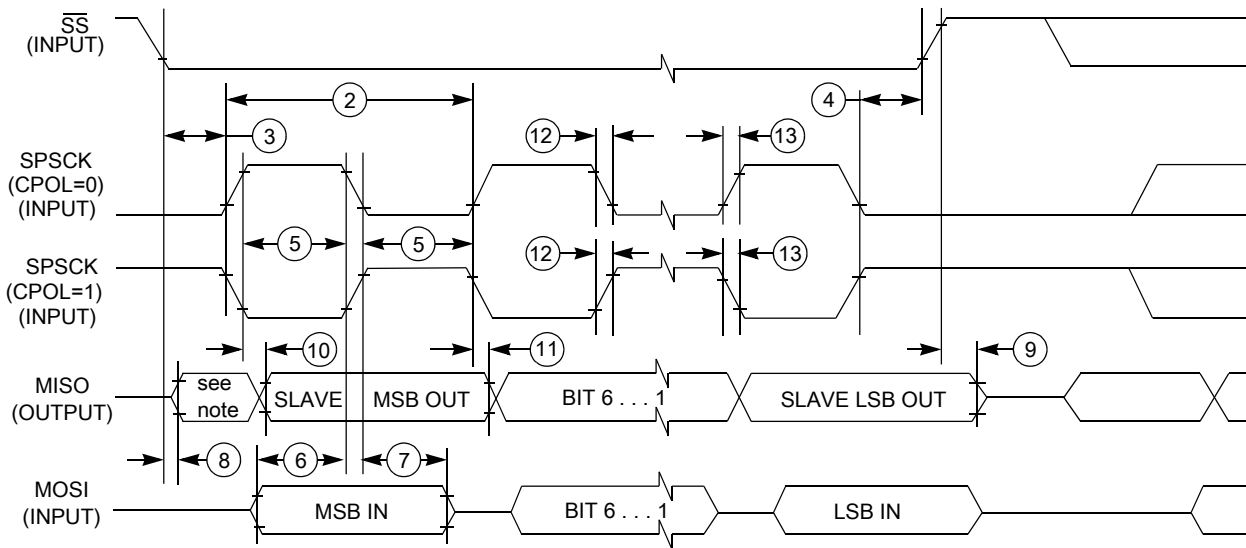 SS
(INPUT)
2
4
3
12
13
SPSCK
(CPOL=0)
(INPUT)
5
5
SPSCK
(CPOL=1)
(INPUT)
12
13
10
11
9
MISO
(OUTPUT)
see
note
SLAVE
MSB OUT
BIT 6 . . . 1
SLAVE LSB OUT
8
6
7
MOSI
(INPUT)
MSB IN
BIT 6 . . . 1
LSB IN